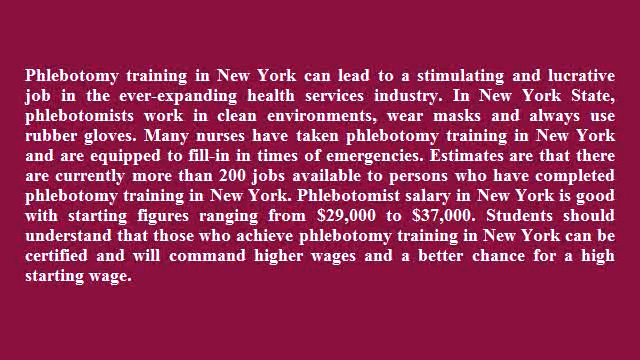 Phlebotomy training in New York can lead to a stimulating and lucrative
job in the ever-expanding health services industry. In New York State,
phlebotomists work in clean environments, wear masks and always use
rubber gloves. Many nurses have taken phlebotomy training in New York
and are equipped to fill-in in times of emergencies. Estimates are that there
are currently more than 200 jobs available to persons who have completed
phlebotomy training in New York. Phlebotomist salary in New York is good
with starting figures ranging from $29,000 to $37,000. Students should
understand that those who achieve phlebotomy training in New York can be
certified and will command higher wages and a better chance for a high
starting wage.